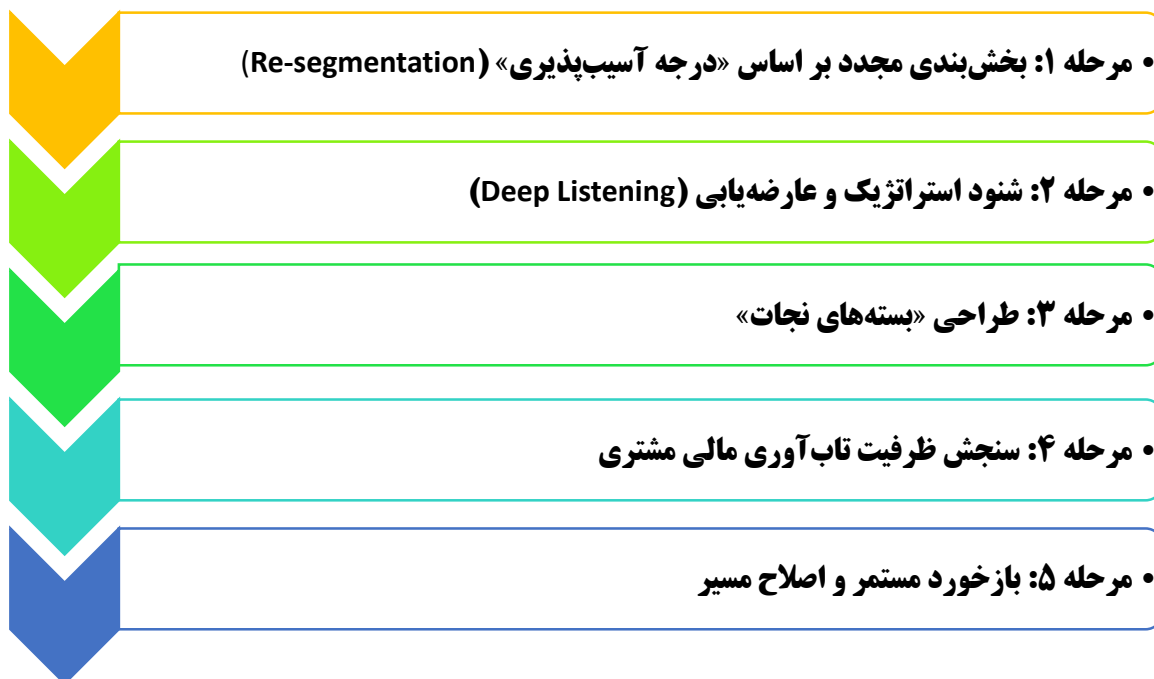 • مرحله ۱: بخش‌بندی مجدد بر اساس «درجه آسیب‌پذیری» (Re-segmentation)
• مرحله ۲: شنود استراتژیک و عارضه‌یابی (Deep Listening)
• مرحله ۳: طراحی «بسته‌های نجات»
• مرحله ۴: سنجش ظرفیت تاب‌آوری مالی مشتری
• مرحله ۵: بازخورد مستمر و اصلاح مسیر